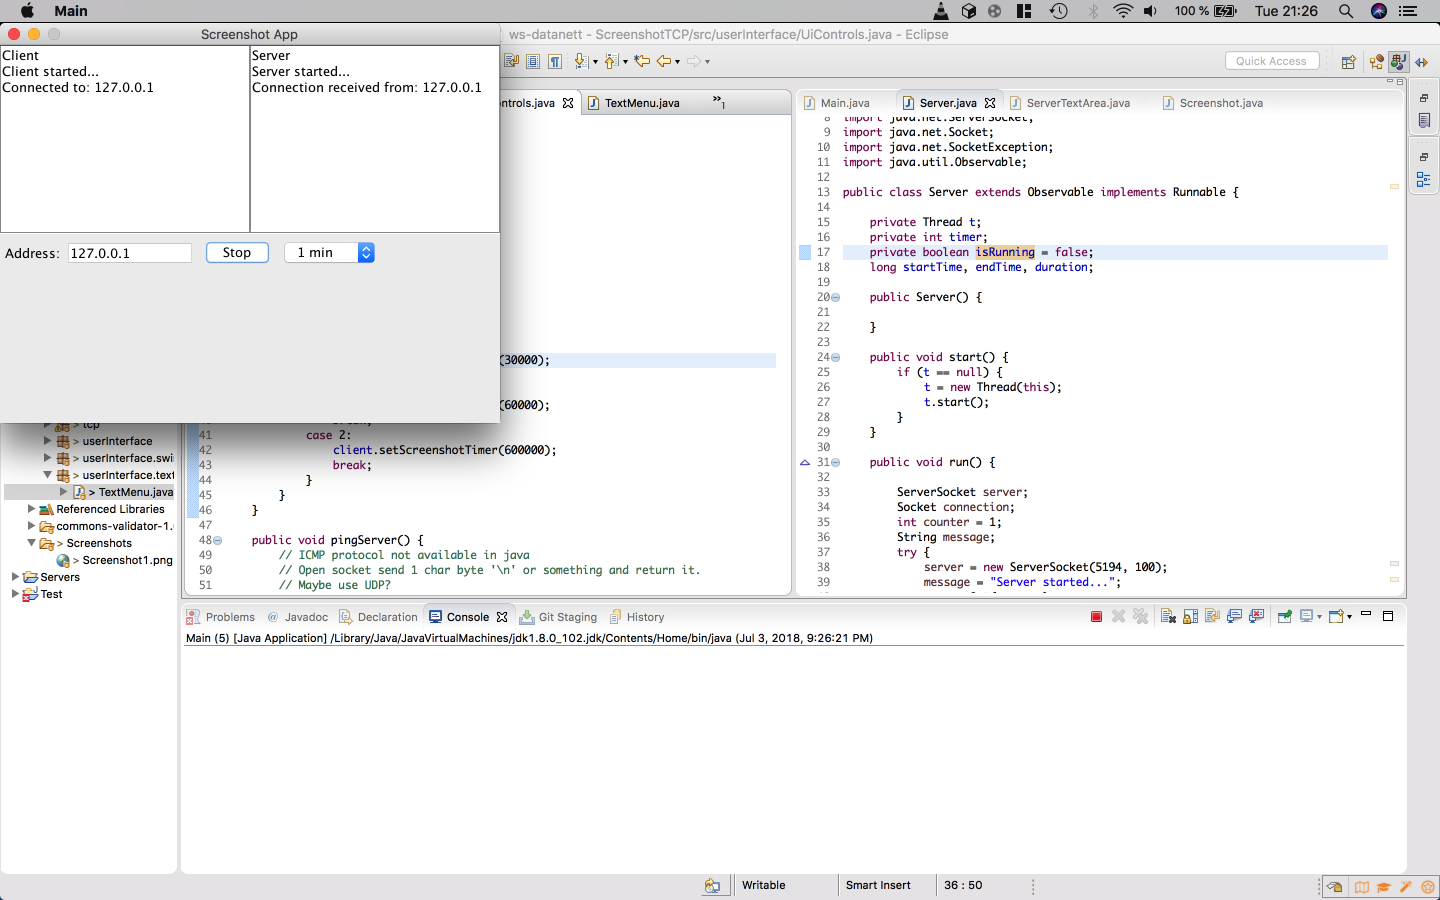 Main
100 %
Tue 21:26
Screenshot App
ws-datanett - ScreenshotTCP/src/userInterface/UiControls.java - Eclipse
Client
Client started...
Connected to: 127.0.0.1
Server
Server started...
Connection received from: 127.0.0.1
Address:
127.0.0.1
Stop
1 min
Quick Access
ntrols.java
TextMenu.java
1
(30000);
(60000);
41 case 2:
42 client.setScreenshotTimer(600000);
43 break;
44 }
45 }
46 }
47
48 public void pingServer() {
49 // ICMP protocol not available in java
50 // Open socket send 1 char byte '\n' or something and return it.
51 // Maybe use UDP?
Main.java
Server.java
ServerTextArea.java
Screenshot.java
8 import java.net.ServerSocket;
9 import java.net.Socket;
10 import java.net.SocketException;
11 import java.util.Observable;
12
13 public class Server extends Observable implements Runnable {
14
15 private Thread t;
16 private int timer;
17 private boolean isRunning = false;
18 long startTime, endTime, duration;
19
20 public Server() {
21
22 }
23
24 public void start() {
25 if (t == null) {
26 t = new Thread(this);
27 t.start();
28 }
29 }
30
31 public void run() {
32
33 ServerSocket server;
34 Socket connection;
35 int counter = 1;
36 String message;
37 try {
38 server = new ServerSocket(5194, 100);
39 message = "Server started...";
> tcp
> userInterface
> userInterface.swi
> userInterface.text
> TextMenu.java
Referenced Libraries
commons-validator-1.
> Screenshots
> Screenshot1.png
Servers
Test
Problems
Javadoc
Declaration
Console
Git Staging
History
Main (5) [Java Application] /Library/Java/JavaVirtualMachines/jdk1.8.0_102.jdk/Contents/Home/bin/java (Jul 3, 2018, 9:26:21 PM)
Writable
Smart Insert
36 : 50